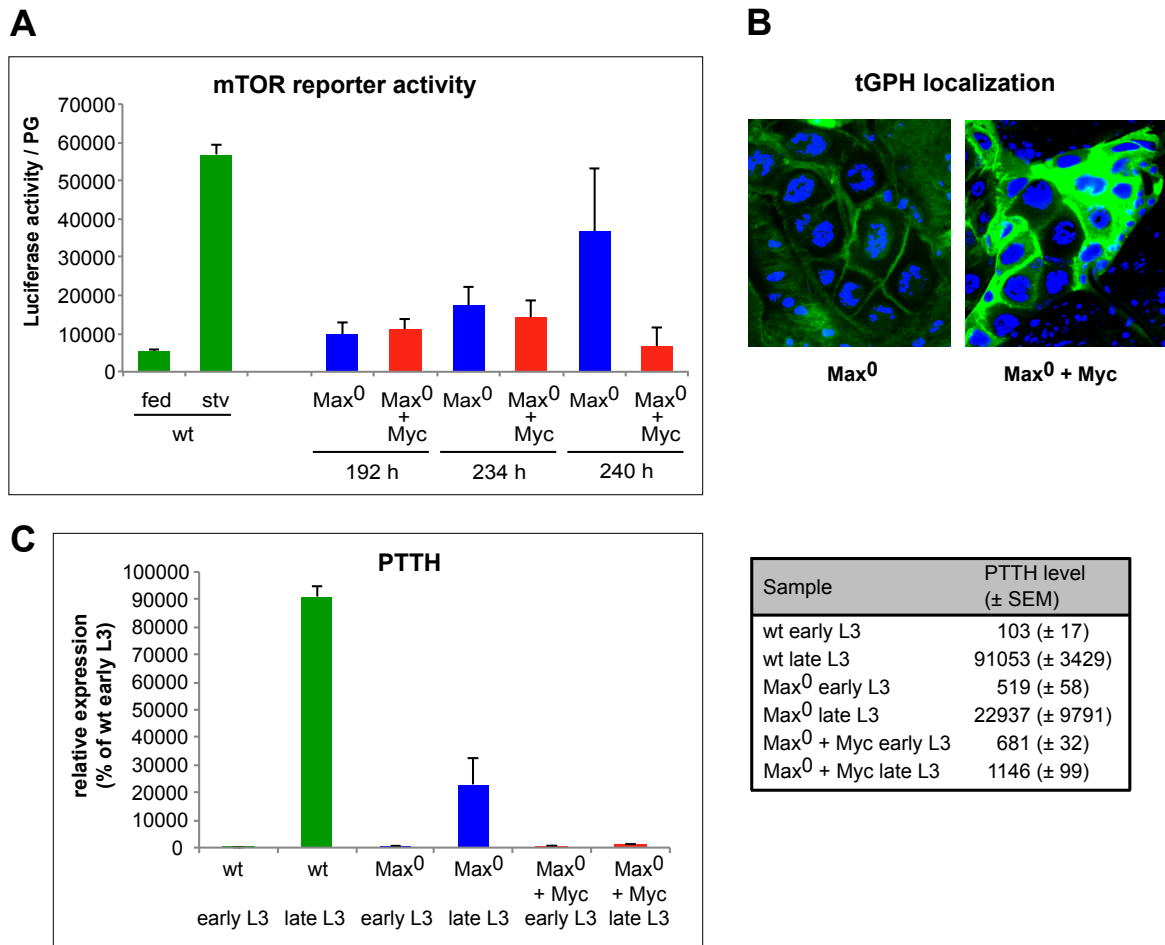 A
mTOR reporter activity
Luciferase activity / PG
70000
60000
50000
40000
30000
20000
10000
0
fed stv Max0 Max0 + Myc Max0 Max0 + Myc Max0 Max0 + Myc
wt
192 h 234 h 240 h
B
tGPH localization
Max0 Max0 + Myc
C
PTTH
relative expression
(% of wt early L3)
100000
90000
80000
70000
60000
50000
40000
30000
20000
10000
0
wt wt Max0 Max0 Max0 Max0
+ Myc + Myc
early L3 late L3 early L3 late L3 early L3 late L3
Sample PTTH level
(± SEM)
wt early L3 103 (± 17)
wt late L3 91053 (± 3429)
Max0 early L3 519 (± 58)
Max0 late L3 22937 (± 9791)
Max0 + Myc early L3 681 (± 32)
Max0 + Myc late L3 1146 (± 99)